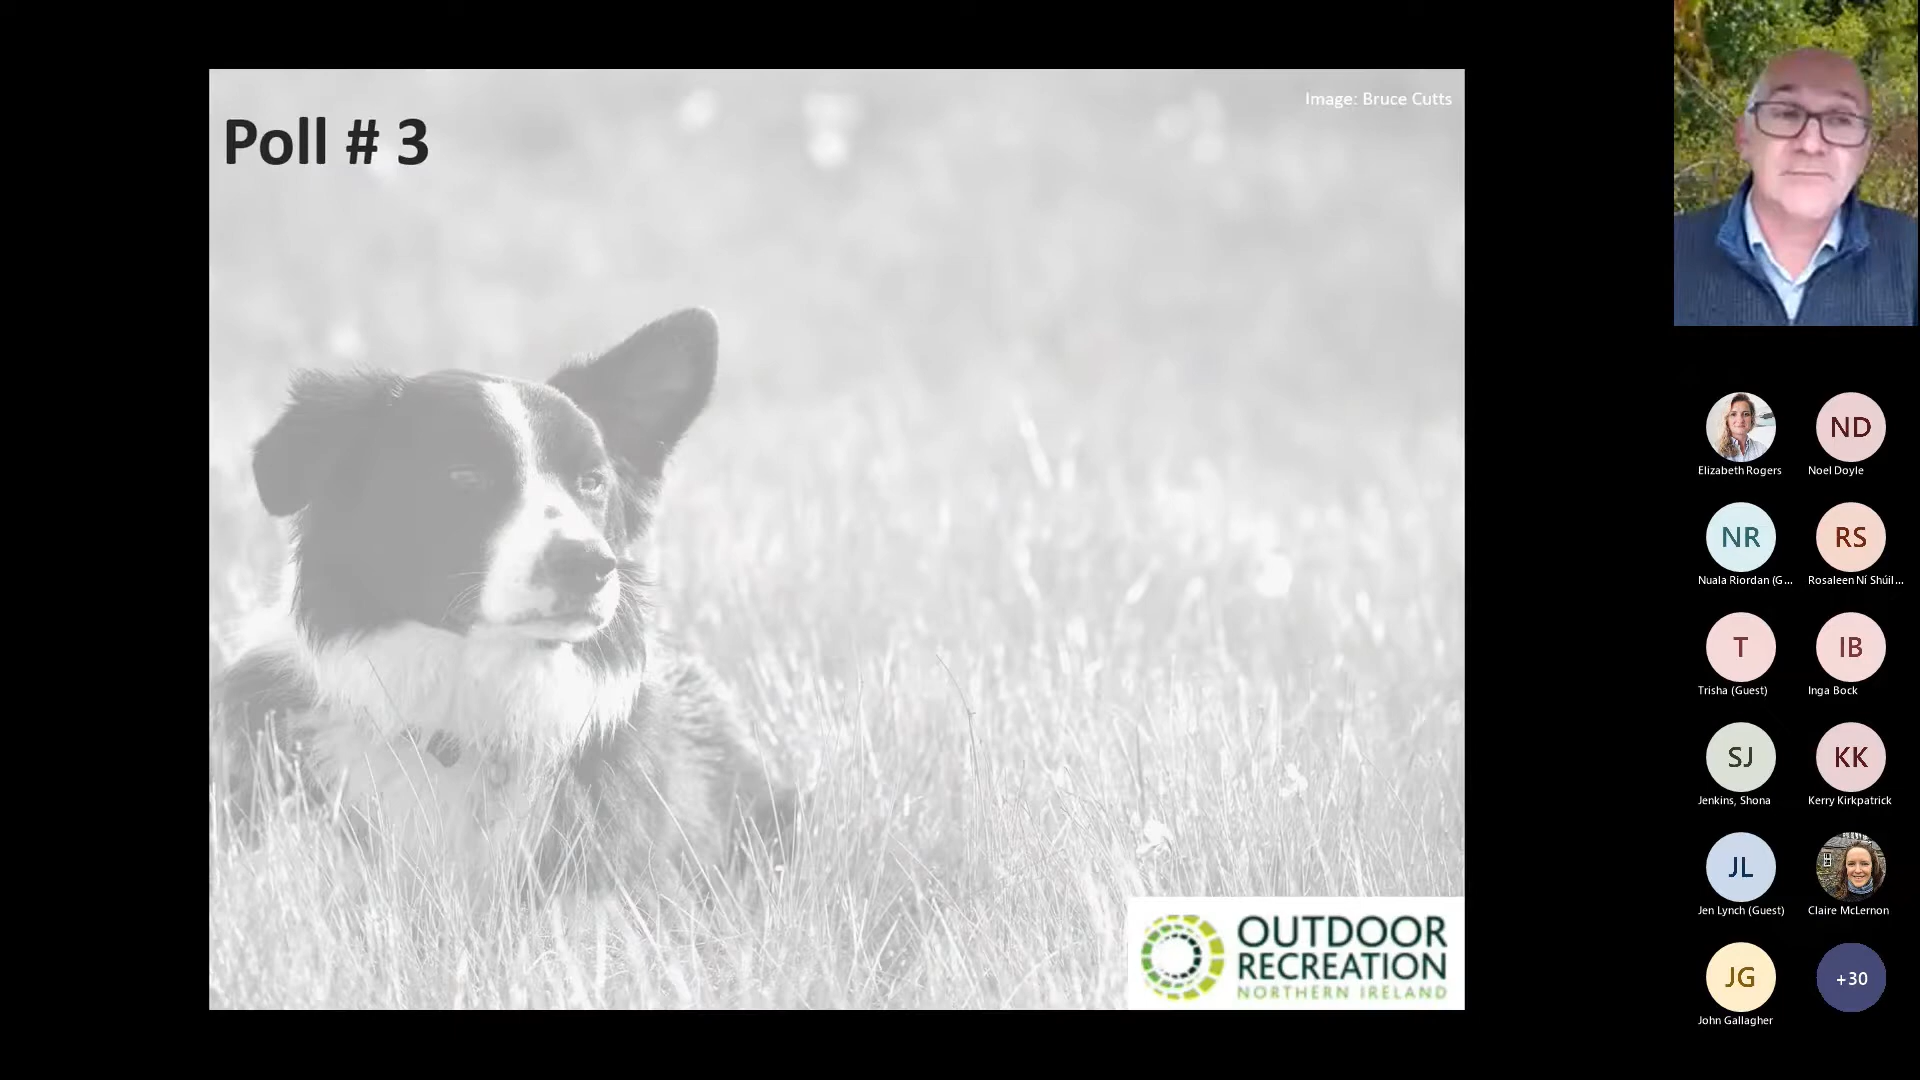 Poll # 3
Image: Bruce Cutts
OUTDOOR
RECREATION
NORTHERN IRELAND
ND
Elizabeth Rogers
Noel Doyle
NR
RS
Nuala Riordan (G...
Rosaleen Ní Shúil...
T
IB
Trisha (Guest)
Inga Bock
SJ
KK
Jenkins, Shona
Kerry Kirkpatrick
JL
Jen Lynch (Guest)
Claire McLernon
JG
+30
John Gallagher